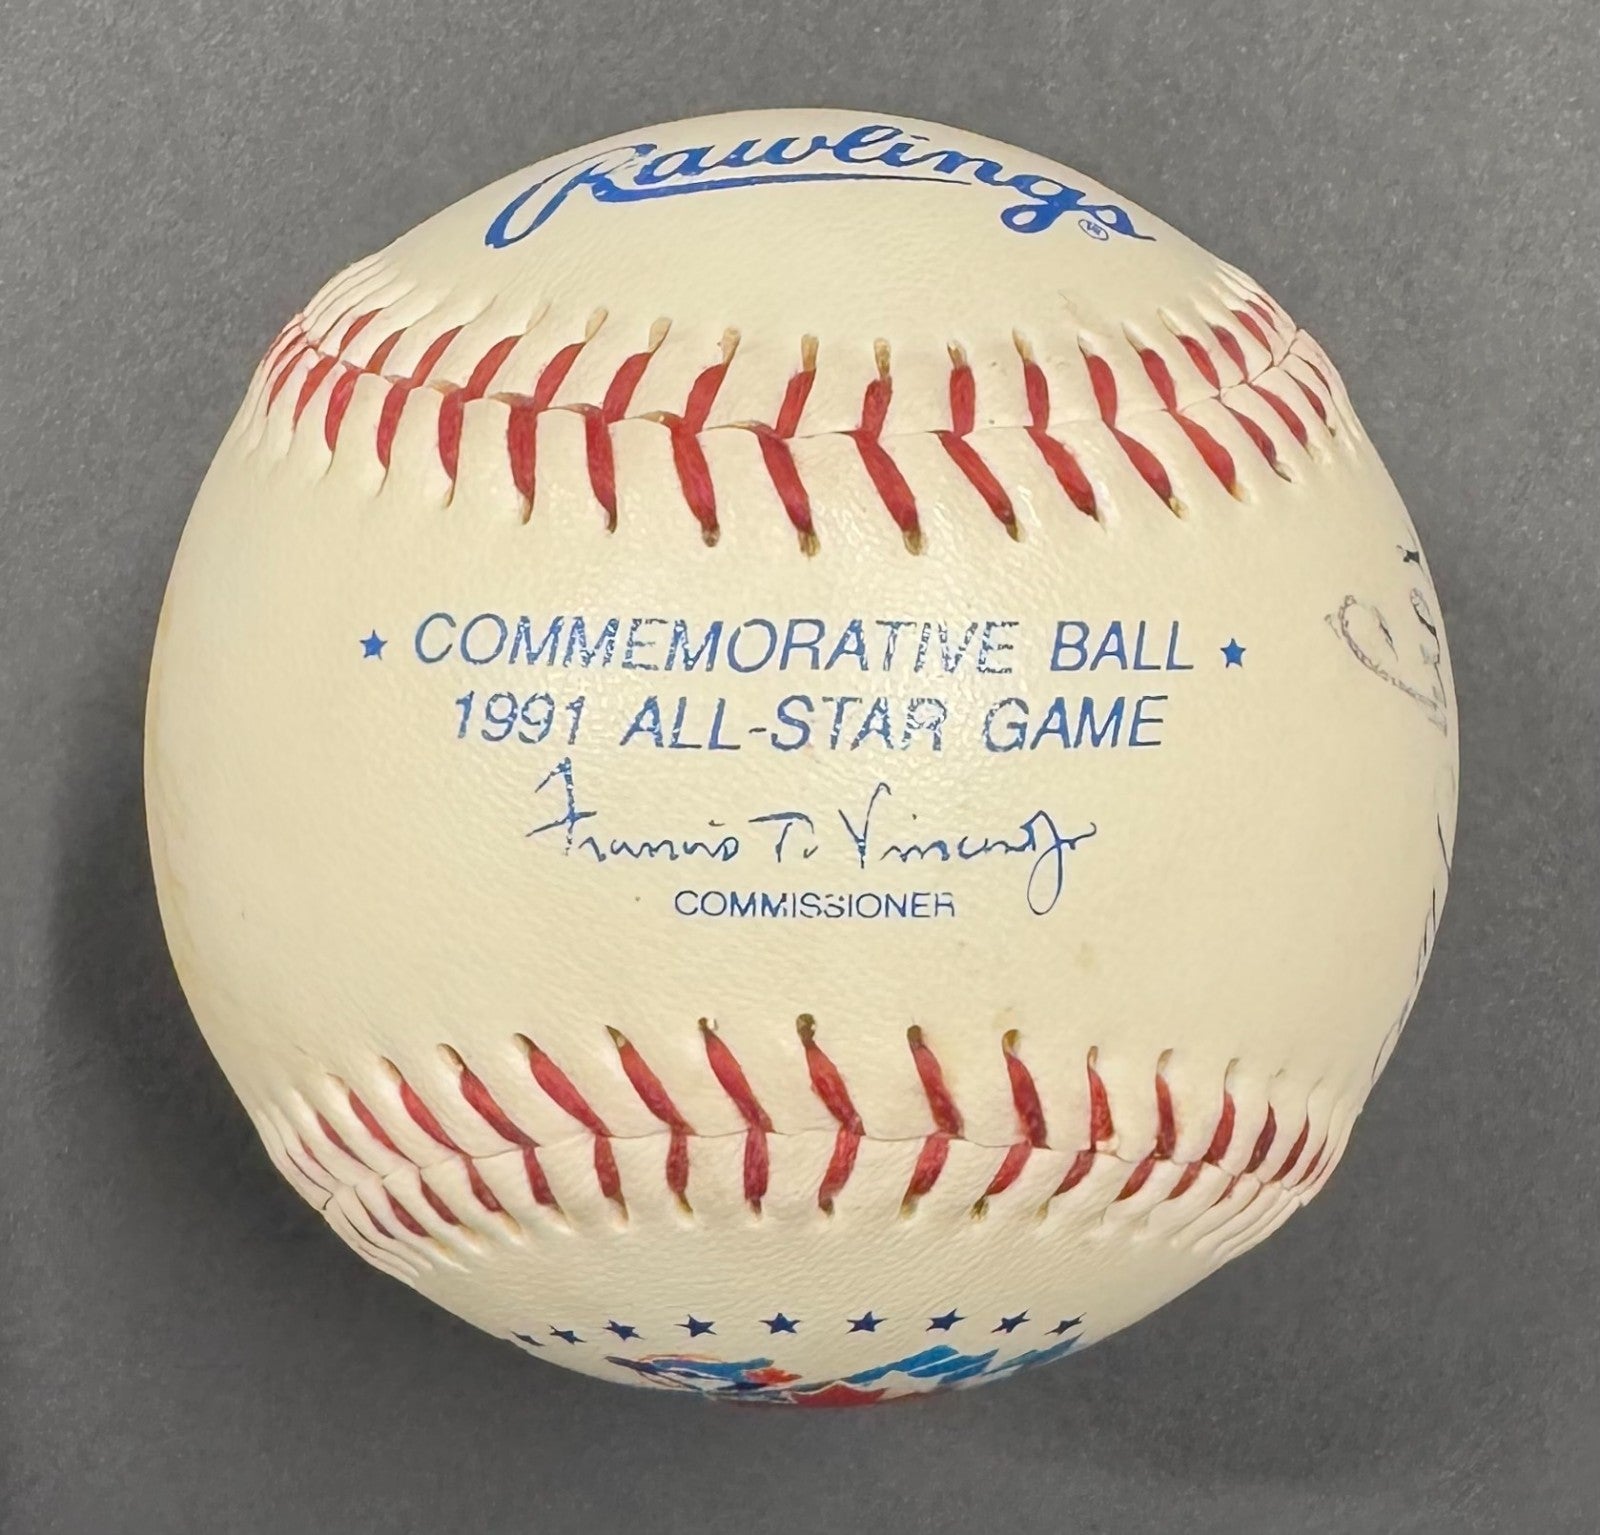 Rawlings®
★ COMMEMORATIVE BALL ★
1991 ALL-STAR GAME
Francis T. Vincent Jr
COMMISSIONER